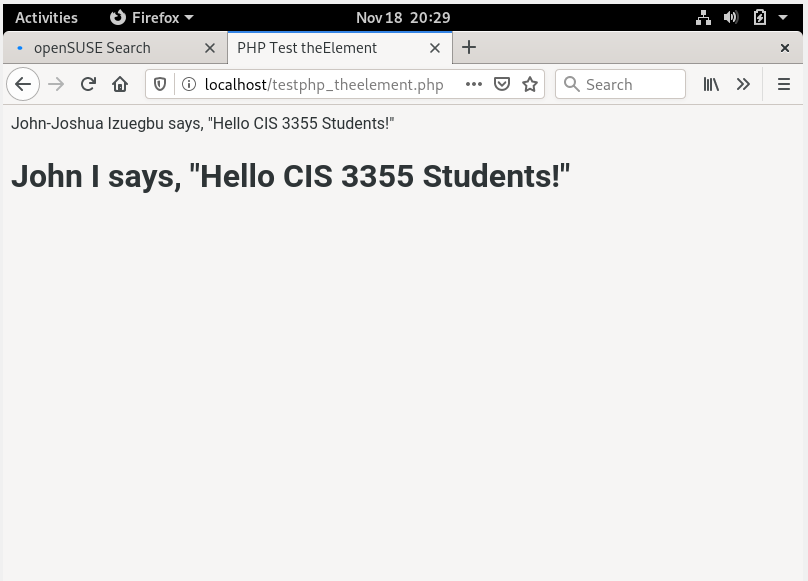 Activities Firefox Nov 18 20:29
openSUSE Search PHP Test theElement
localhost/testphp_theelement.php Search
John-Joshua Izuegbu says, "Hello CIS 3355 Students!"
John I says, "Hello CIS 3355 Students!"